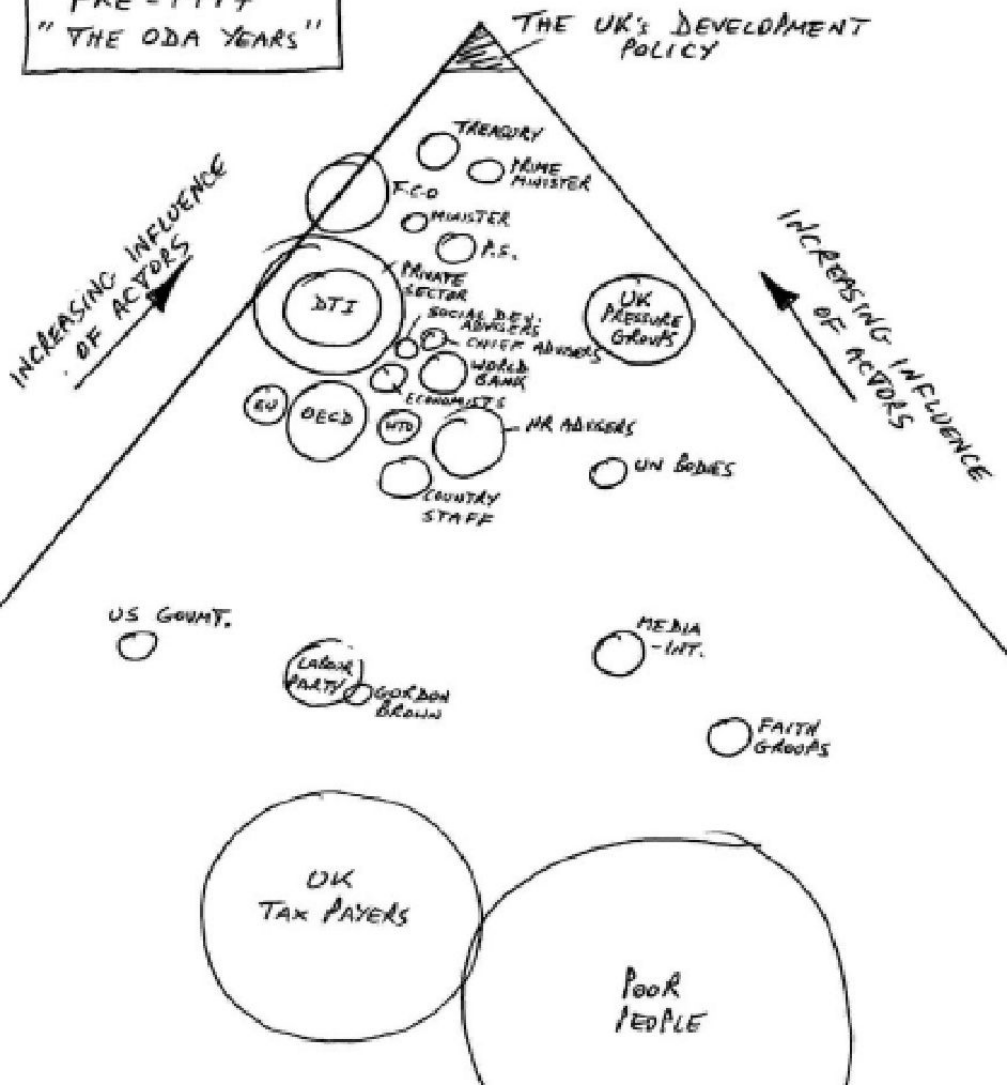 PRE-1997
" THE ODA YEARS"
THE UK'S DEVELOPMENT
POLICY
TREASURY
PRIME
MINISTER
F.C.O
MINISTER
P.S.
INCREASING INFLUENCE
OF ACTORS
PRIVATE
SECTOR
DTI
SOCIAL DEV.
ADVISERS
CHIEF ADVISERS
UK
PRESSURE
GROUPS
INCREASING INFLUENCE
OF ACTORS
WORLD
BANK
ECONOMISTS
EU
OECD
WTO
HR ADVISERS
UN BODIES
COUNTRY
STAFF
US GOVMT.
LABOUR
PARTY
GORDON
BROWN
MEDIA
-INT.
FAITH
GROUPS
UK
TAX PAYERS
POOR
PEOPLE